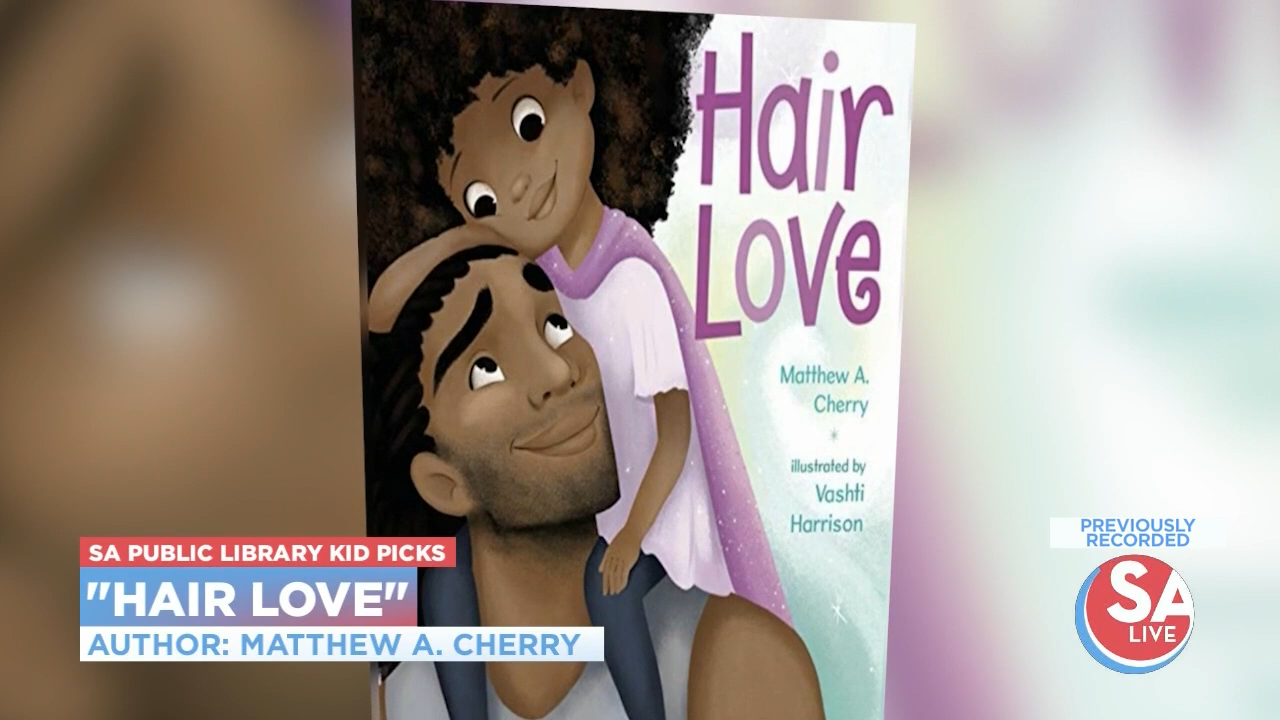 Hair
Love
Matthew A.
Cherry
illustrated by
Vashti
Harrison
SA PUBLIC LIBRARY KID PICKS
"HAIR LOVE"
AUTHOR: MATTHEW A. CHERRY
PREVIOUSLY
RECORDED
SA
LIVE